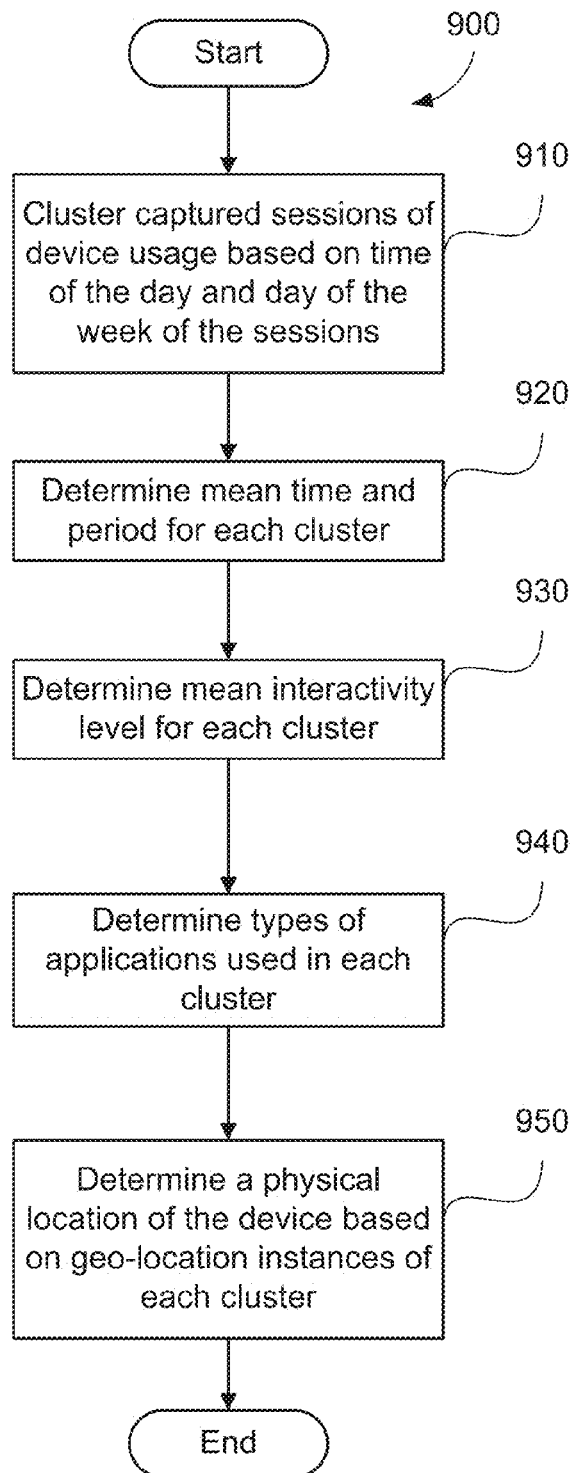 Start
900
910
Cluster captured sessions of
device usage based on time
of the day and day of the
week of the sessions
920
Determine mean time and
period for each cluster
930
Determine mean interactivity
level for each cluster
940
Determine types of
applications used in each
cluster
950
Determine a physical
location of the device based
on geo-location instances of
each cluster
End